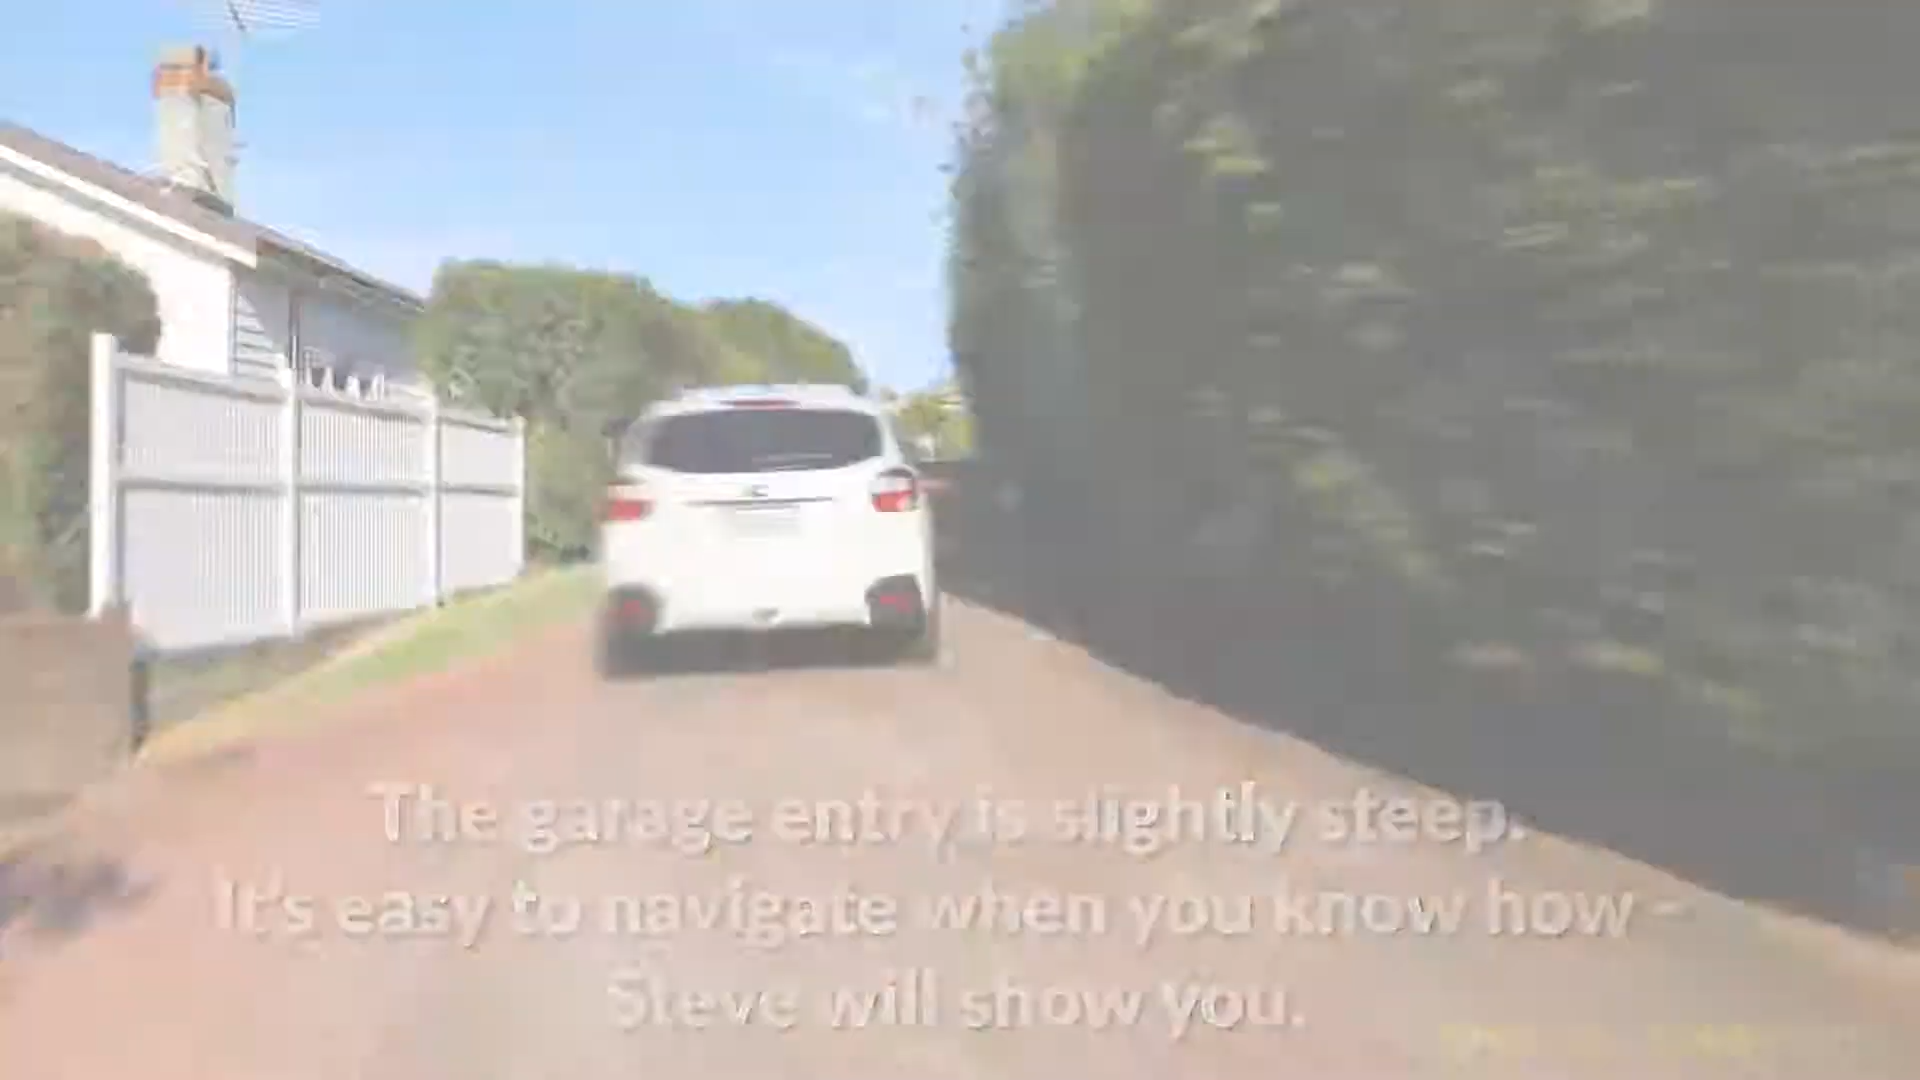 The garage entry is slightly steep.
It's easy to navigate when you know how -
Steve will show you.